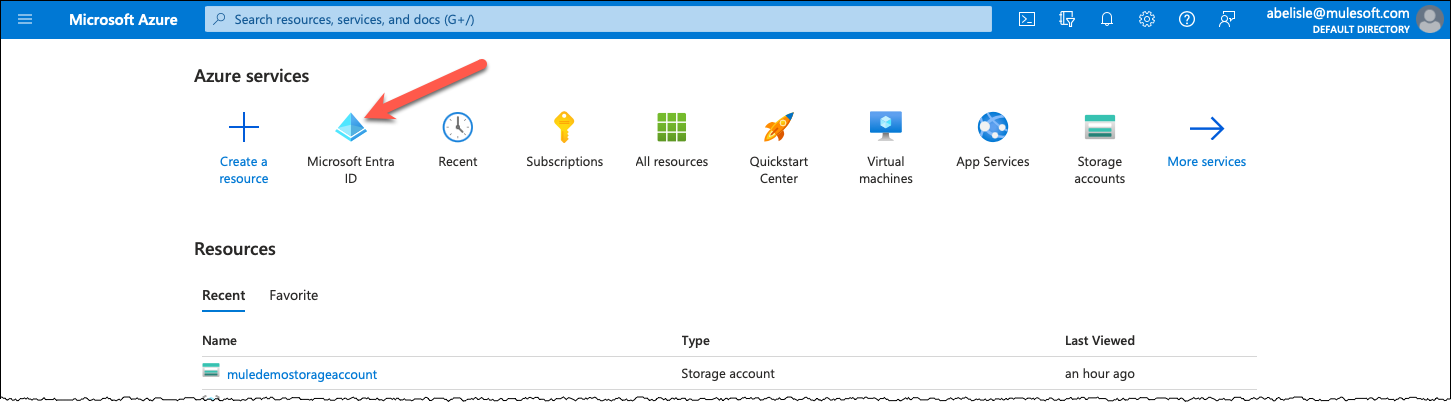 Microsoft Azure
Search resources, services, and docs (G+/)
abelisle@mulesoft.com
DEFAULT DIRECTORY
Azure services
Create a
resource
Microsoft Entra
ID
Recent
Subscriptions
All resources
Quickstart
Center
Virtual
machines
App Services
Storage
accounts
More services
Resources
Recent
Favorite
Name
Type
Last Viewed
muledemostorageaccount
Storage account
an hour ago